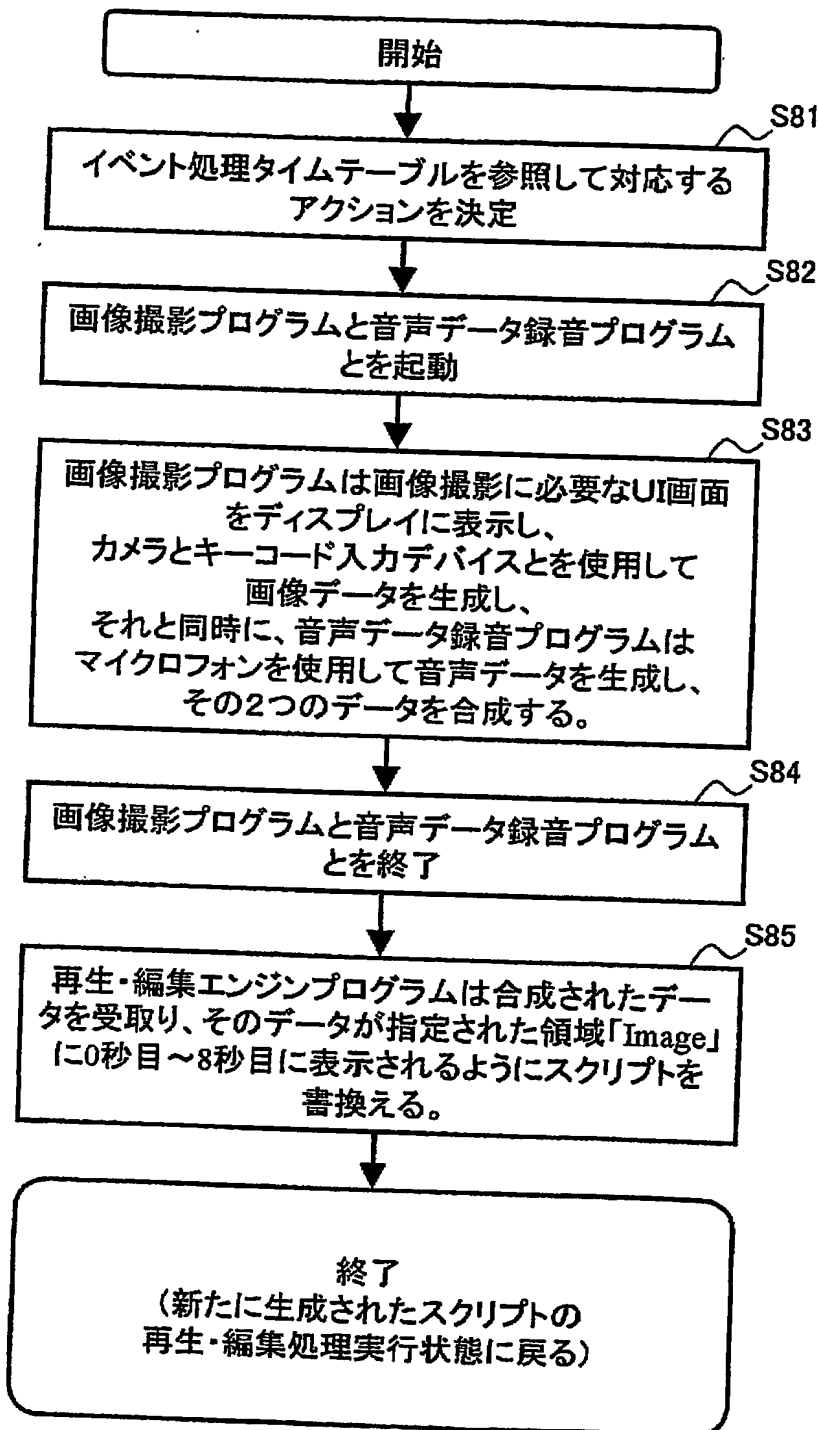 開始
S81
イベント処理タイムテーブルを参照して対応する
アクションを決定
S82
画像撮影プログラムと音声データ録音プログラム
とを起動
S83
画像撮影プログラムは画像撮影に必要なUI画面
をディスプレイに表示し、
カメラとキーコード入力デバイスとを使用して
画像データを生成し、
それと同時に、音声データ録音プログラムは
マイクロフォンを使用して音声データを生成し、
その2つのデータを合成する。
S84
画像撮影プログラムと音声データ録音プログラム
とを終了
S85
再生・編集エンジンプログラムは合成されたデー
タを受取り、そのデータが指定された領域「Image」
に0秒目〜8秒目に表示されるようにスクリプトを
書換える。
終了
(新たに生成されたスクリプトの
再生・編集処理実行状態に戻る)